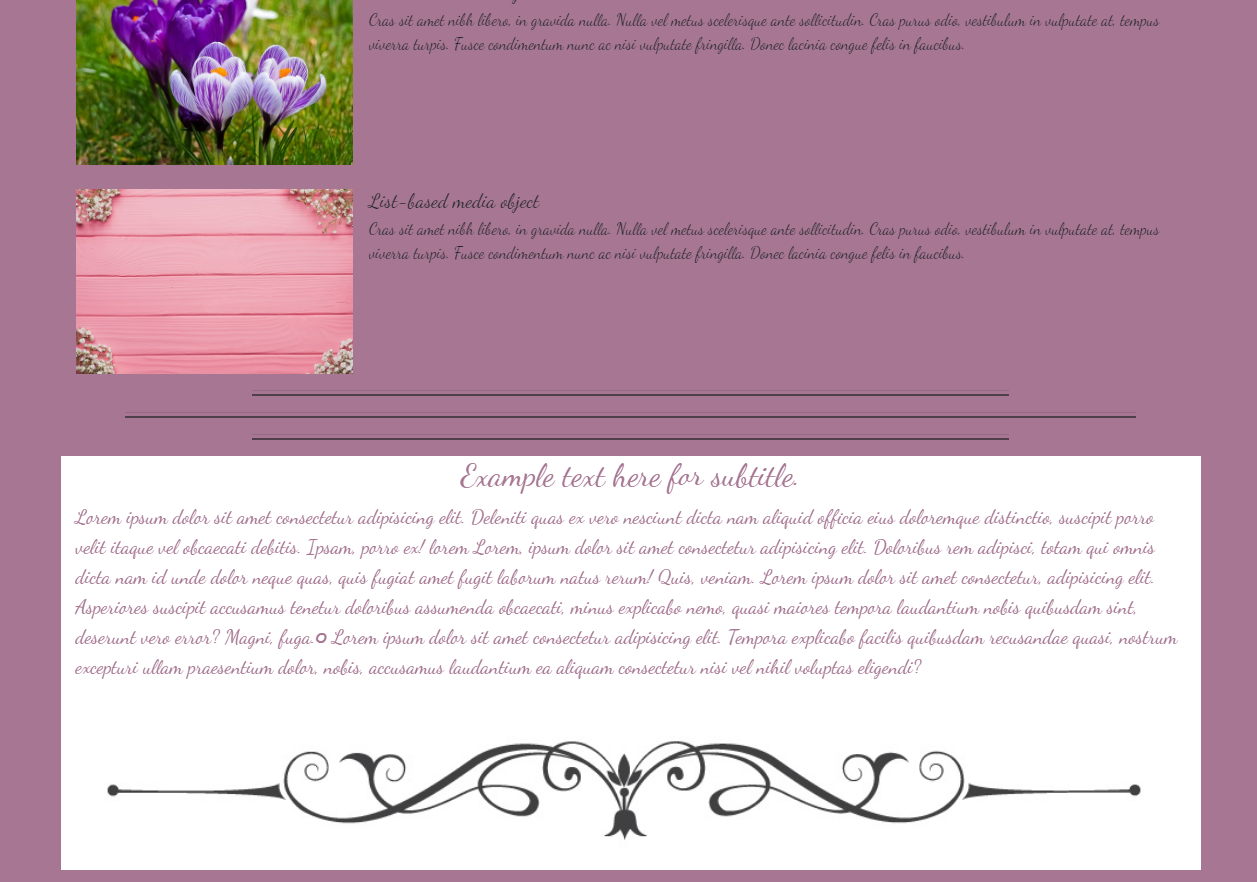 Cras sit amet nibh libero, in gravida nulla. Nulla vel metus scelerisque ante sollicitudin. Cras purus odio, vestibulum in vulputate at, tempus
viverra turpis. Fusce condimentum nunc ac nisi vulputate fringilla. Donec lacinia congue felis in faucibus.
List-based media object
Cras sit amet nibh libero, in gravida nulla. Nulla vel metus scelerisque ante sollicitudin. Cras purus odio, vestibulum in vulputate at, tempus
viverra turpis. Fusce condimentum nunc ac nisi vulputate fringilla. Donec lacinia congue felis in faucibus.
Example text here for subtitle.
Lorem ipsum dolor sit amet consectetur adipisicing elit. Deleniti quas ex vero nesciunt dicta nam aliquid officia eius doloremque distinctio, suscipit porro
velit itaque vel obcaecati debitis. Ipsam, porro ex! lorem Lorem, ipsum dolor sit amet consectetur adipisicing elit. Doloribus rem adipisci, totam qui omnis
dicta nam id unde dolor neque quas, quis fugiat amet fugit laborum natus rerum! Quis, veniam. Lorem ipsum dolor sit amet consectetur, adipisicing elit.
Asperiores suscipit accusamus tenetur doloribus assumenda obcaecati, minus explicabo nemo, quasi maiores tempora laudantium nobis quibusdam sint,
deserunt vero error? Magni, fuga.о Lorem ipsum dolor sit amet consectetur adipisicing elit. Tempora explicabo facilis quibusdam recusandae quasi, nostrum
excepturi ullam praesentium dolor, nobis, accusamus laudantium ea aliquam consectetur nisi vel nihil voluptas eligendi?